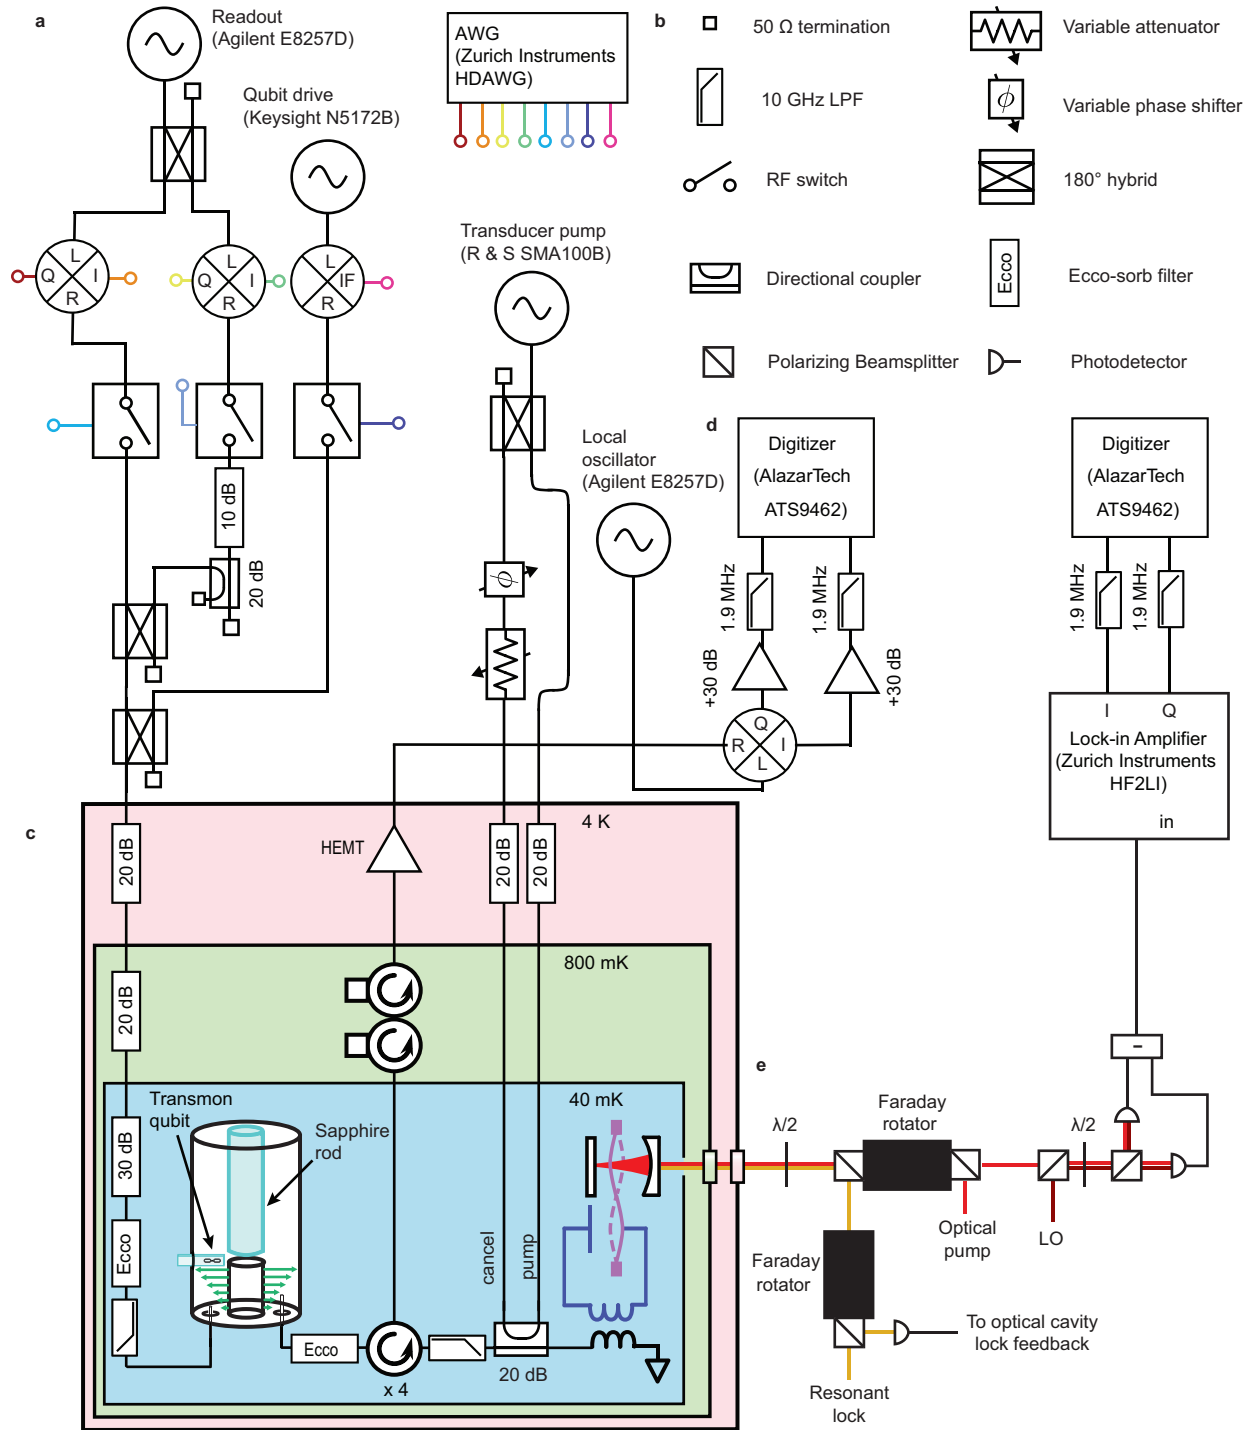 a
Readout
(Agilent E8257D)
Qubit drive
(Keysight N5172B)
AWG
(Zurich Instruments
HDAWG)
L
Q
I
R
L
Q
I
R
L
IF
R
Transducer pump
(R & S SMA100B)
10 dB
20 dB
ϕ
Local
oscillator
(Agilent E8257D)
b
50 Ω termination
Variable attenuator
10 GHz LPF
ϕ
Variable phase shifter
RF switch
180° hybrid
Directional coupler
Ecco
Ecco-sorb filter
Polarizing Beamsplitter
Photodetector
d
Digitizer
(AlazarTech
ATS9462)
1.9 MHz
1.9 MHz
+30 dB
+30 dB
Q
R
I
L
Digitizer
(AlazarTech
ATS9462)
1.9 MHz
1.9 MHz
I
Q
Lock-in Amplifier
(Zurich Instruments
HF2LI)
in
-
c
4 K
20 dB
HEMT
20 dB
20 dB
800 mK
20 dB
40 mK
30 dB
Transmon
qubit
Sapphire
rod
Ecco
cancel
pump
Ecco
x 4
20 dB
e
λ/2
Faraday
rotator
λ/2
Optical
pump
LO
Faraday
rotator
To optical cavity
lock feedback
Resonant
lock